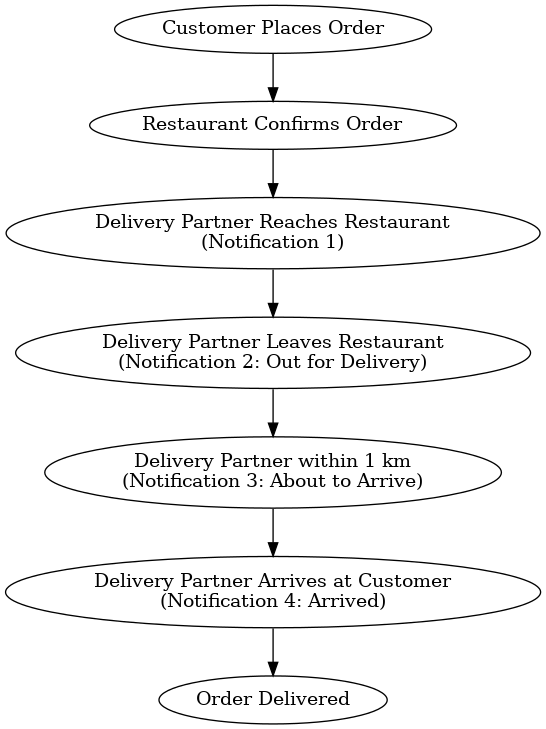 Customer Places Order
Restaurant Confirms Order
Delivery Partner Reaches Restaurant
(Notification 1)
Delivery Partner Leaves Restaurant
(Notification 2: Out for Delivery)
Delivery Partner within 1 km
(Notification 3: About to Arrive)
Delivery Partner Arrives at Customer
(Notification 4: Arrived)
Order Delivered